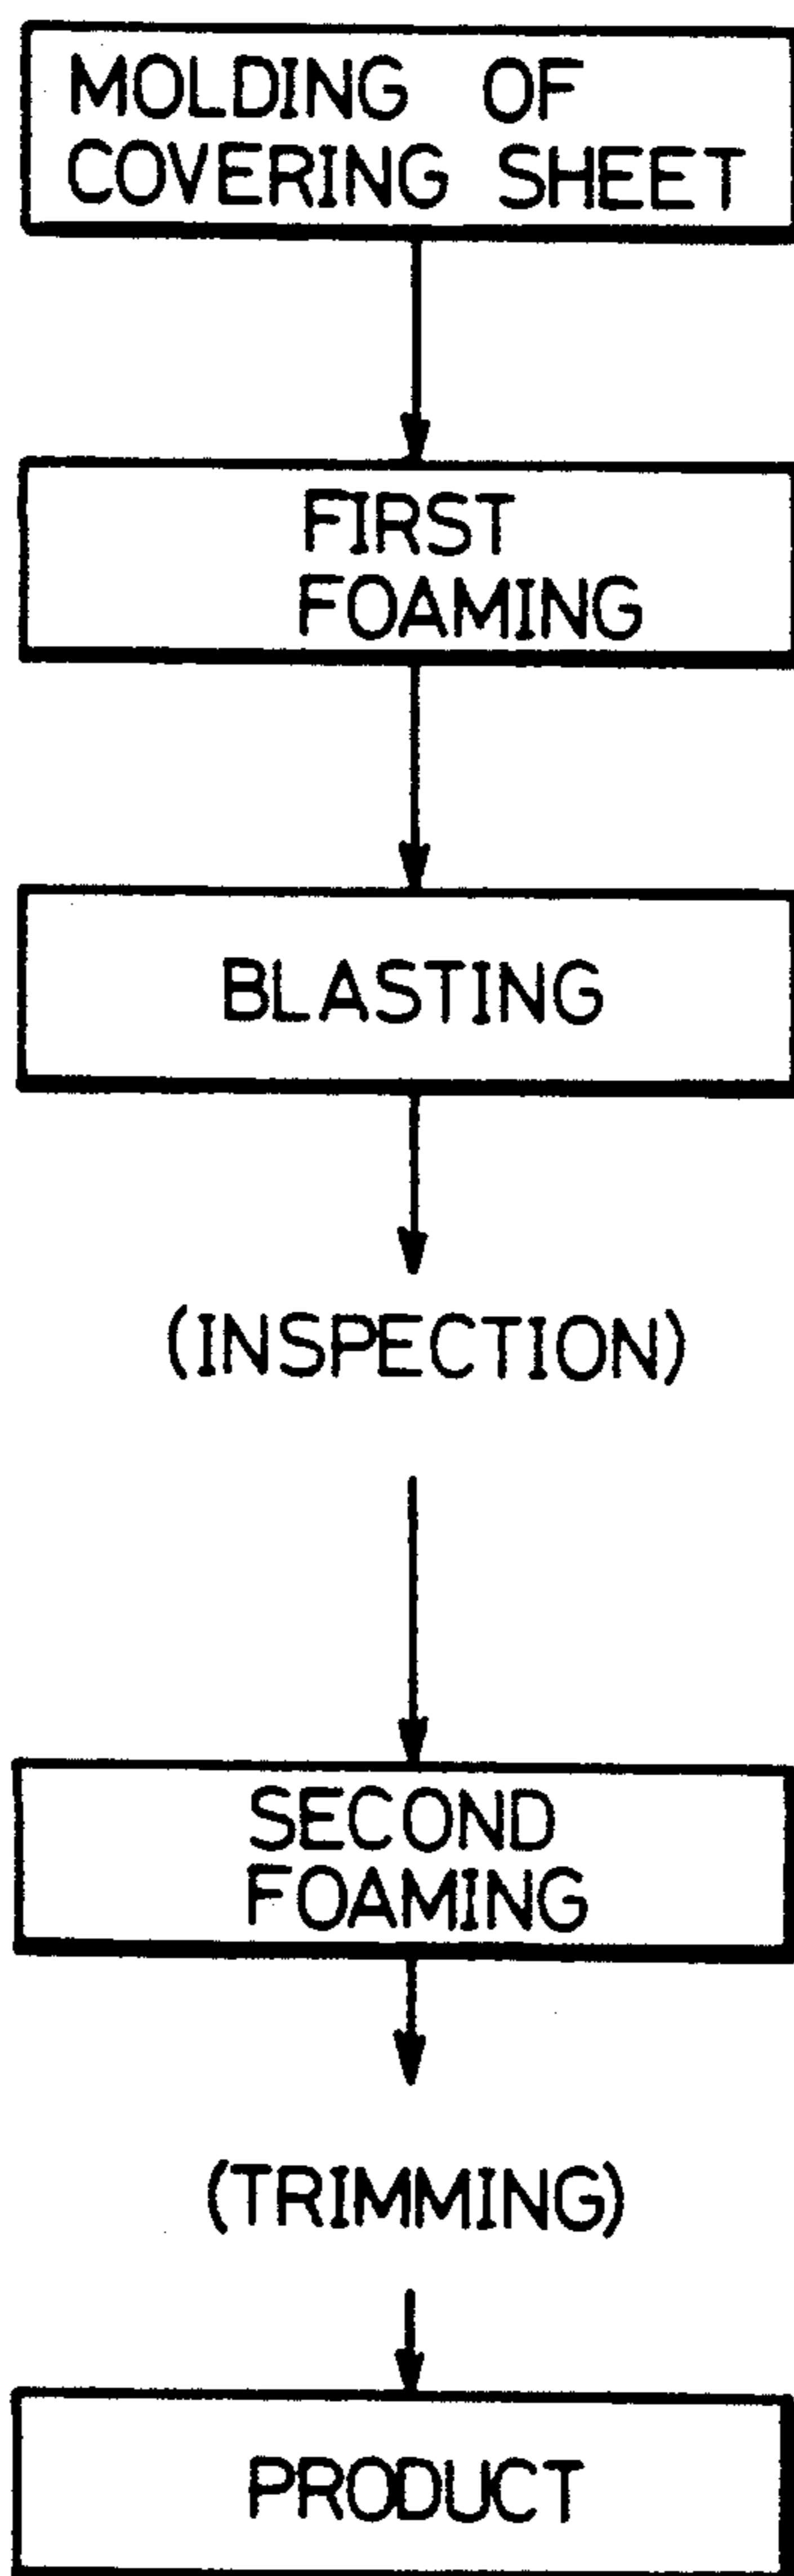 MOLDING OF
COVERING SHEET
FIRST
FOAMING
BLASTING
(INSPECTION)
SECOND
FOAMING
(TRIMMING)
PRODUCT